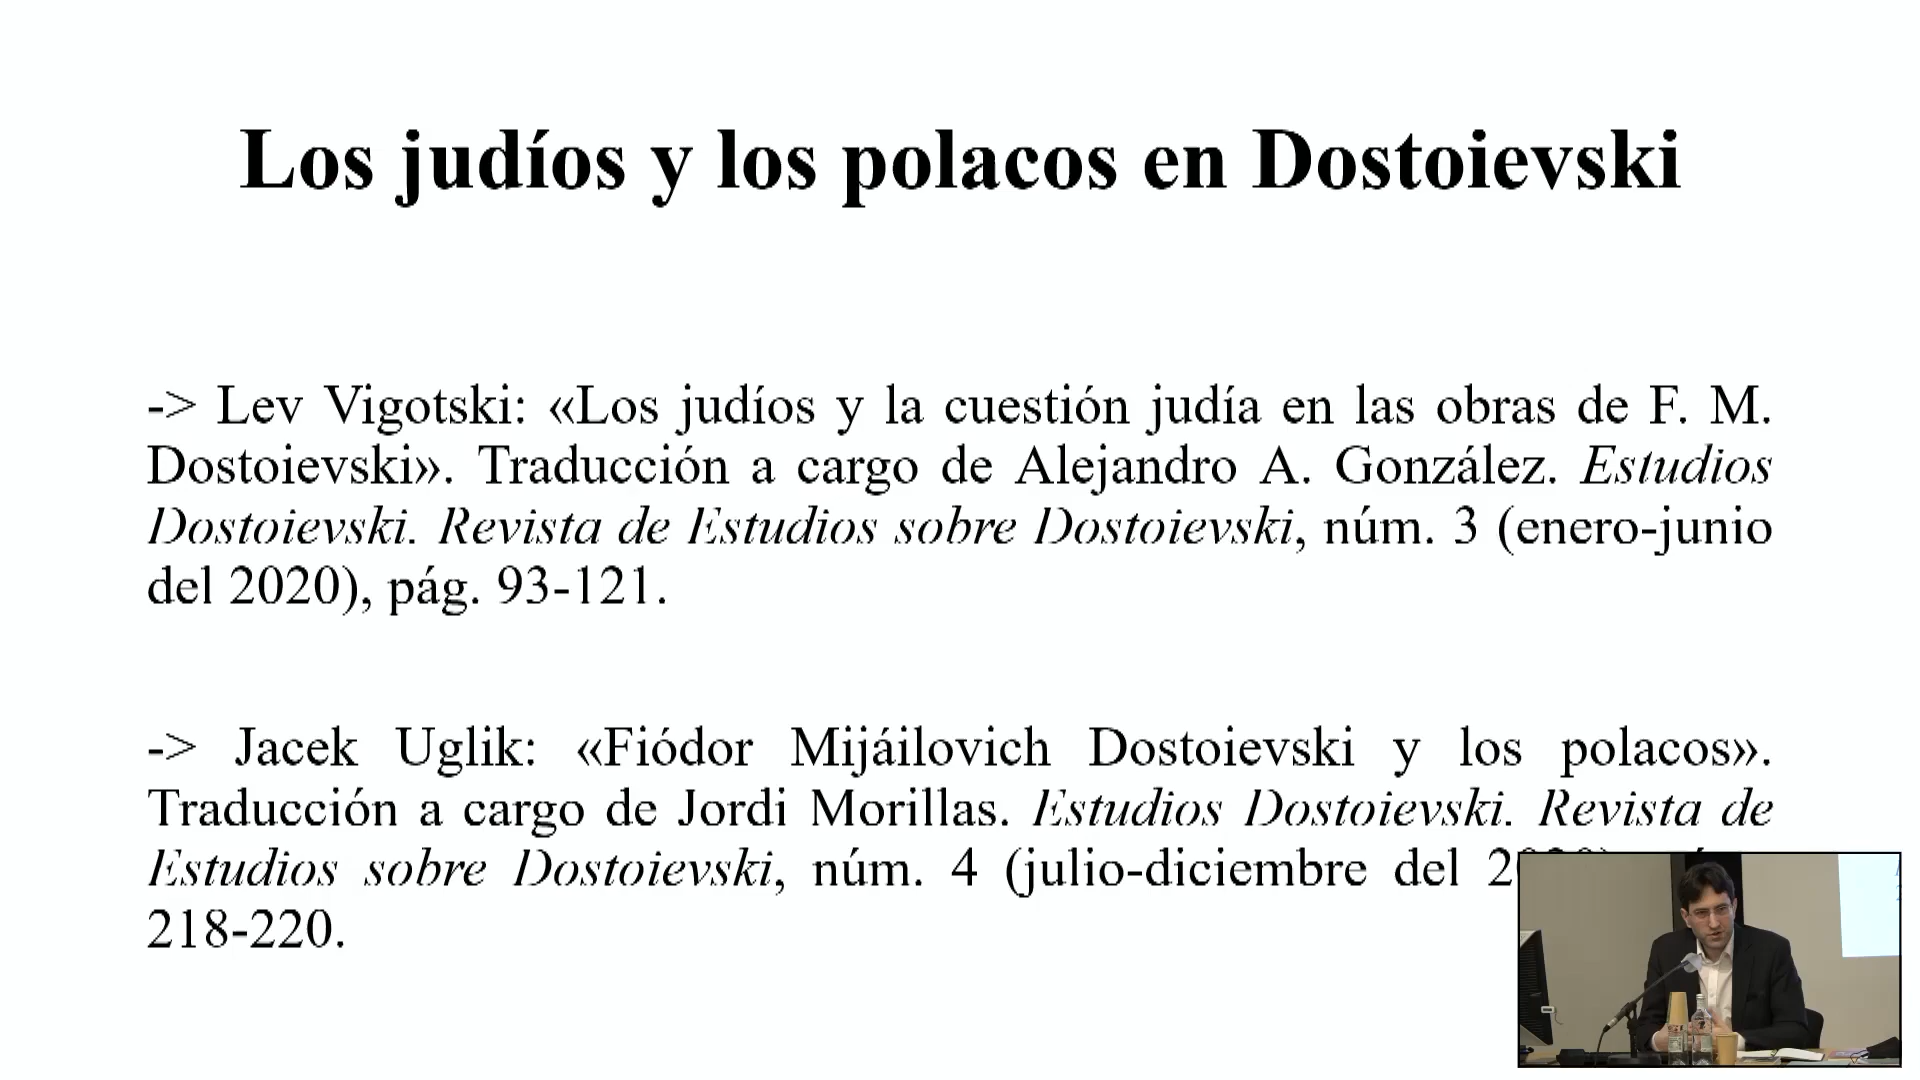 Los judíos y los polacos en Dostoievski
-> Lev Vigotski: «Los judíos y la cuestión judía en las obras de F. M.
Dostoievski». Traducción a cargo de Alejandro A. González. Estudios
Dostoievski. Revista de Estudios sobre Dostoievski, núm. 3 (enero-junio
del 2020), pág. 93-121.
-> Jacek Uglik: «Fiódor Mijáilovich Dostoievski y los polacos».
Traducción a cargo de Jordi Morillas. Estudios Dostoievski. Revista de
Estudios sobre Dostoievski, núm. 4 (julio-diciembre del
218-220.